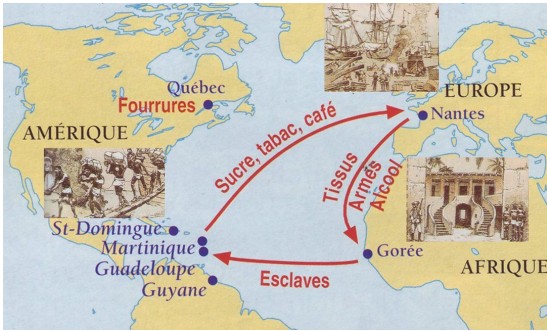 Québec
Fourrures
EUROPE
Nantes
AMÉRIQUE
Sucre, tabac, café
Tissus
Armes
Alcool
St-Domingue
Martinique
Guadeloupe
Guyane
Gorée
Esclaves
AFRIQUE